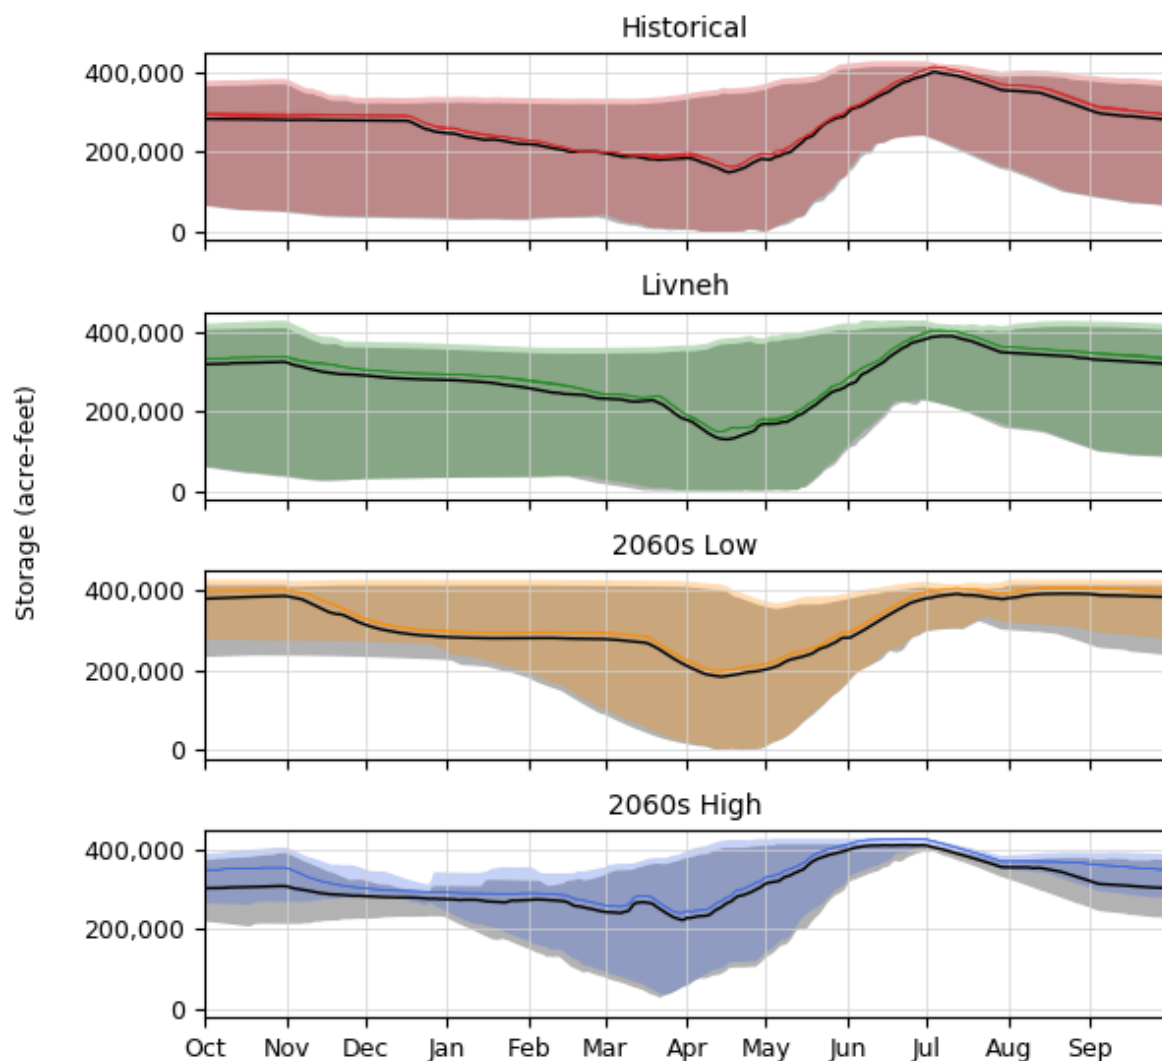 Historical
400,000
200,000
0
Livneh
400,000
200,000
0
Storage (acre-feet)
2060s Low
400,000
200,000
0
2060s High
400,000
200,000
0
Oct Nov Dec Jan Feb Mar Apr May Jun Jul Aug Sep